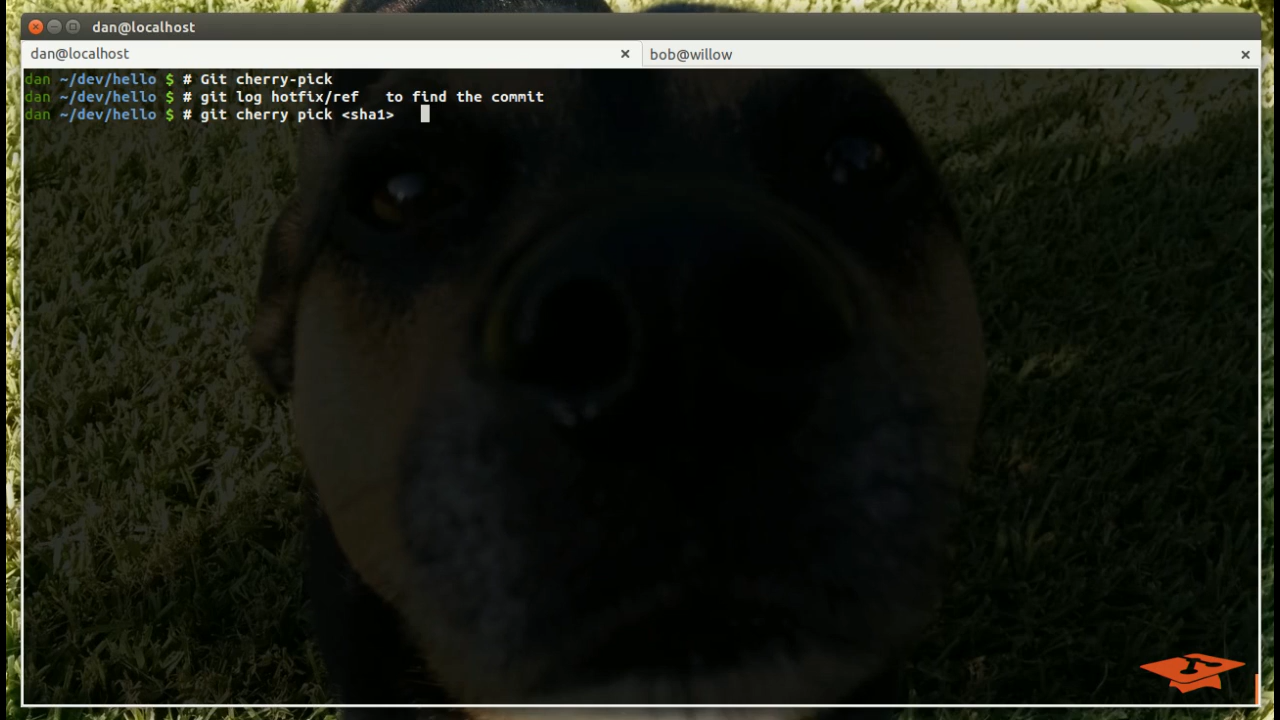 dan@localhost
dan@localhost
bob@willow
dan ~/dev/hello $ # Git cherry-pick
dan ~/dev/hello $ # git log hotfix/ref   to find the commit
dan ~/dev/hello $ # git cherry pick <sha1>